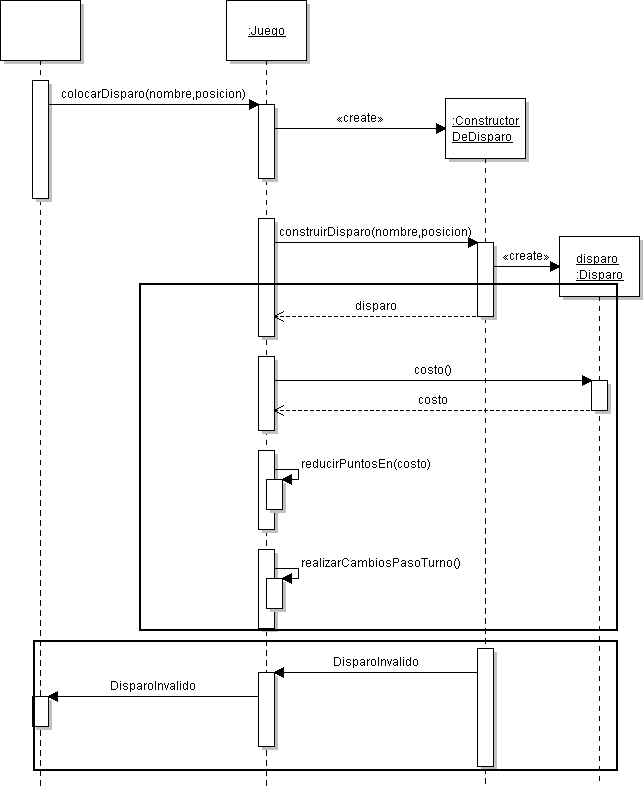 :Juego
colocarDisparo(nombre,posicion)
«create»
:Constructor
DeDisparo
construirDisparo(nombre,posicion)
«create»
disparo
:Disparo
disparo
costo()
costo
reducirPuntosEn(costo)
realizarCambiosPasoTurno()
DisparoInvalido
DisparoInvalido